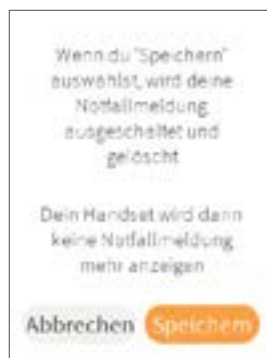 Wenn du "Speichern"
auswählst, wird deine
Notfallmeldung
ausgeschaltet und
gelöscht
Dein Handset wird dann
keine Notfallmeldung
mehr anzeigen
Abbrechen Speichern